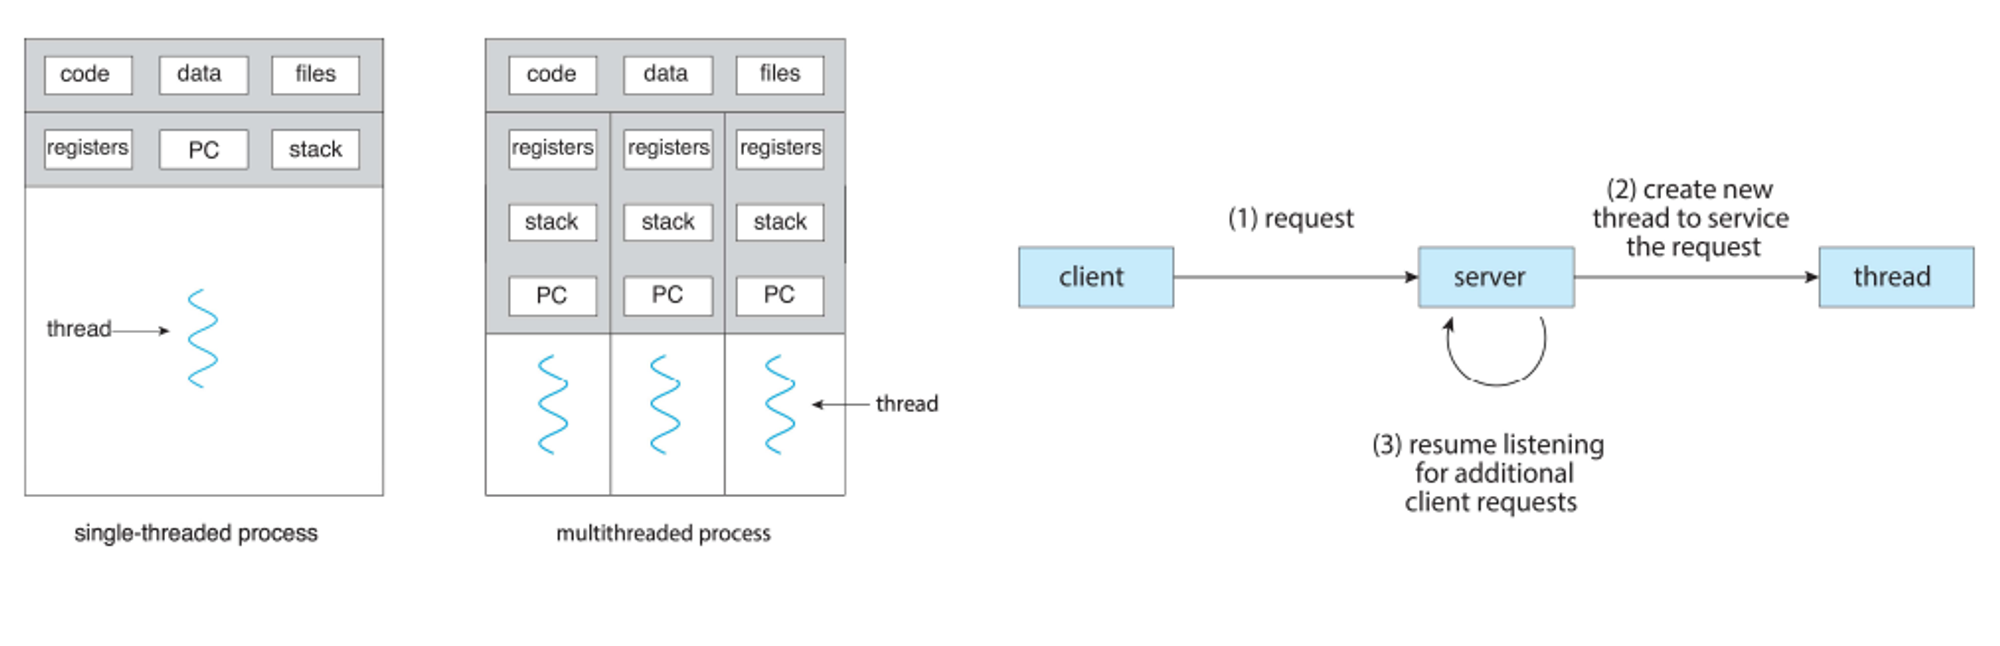 code data files
registers PC stack
thread
single-threaded process
code data files
registers registers registers
stack stack stack
PC PC PC
thread
multithreaded process
(1) request
(2) create new
thread to service
the request
client
server
thread
(3) resume listening
for additional
client requests